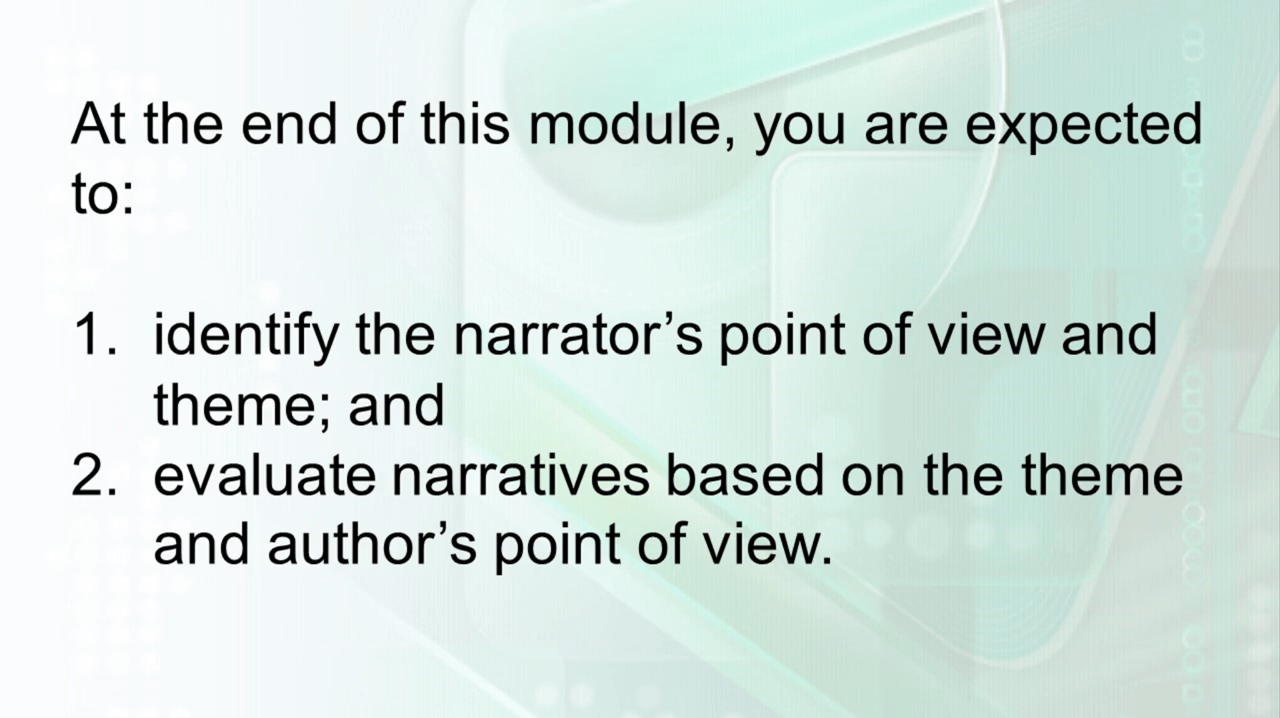 At the end of this module, you are expected
to:
1. identify the narrator’s point of view and
theme; and
2. evaluate narratives based on the theme
and author’s point of view.